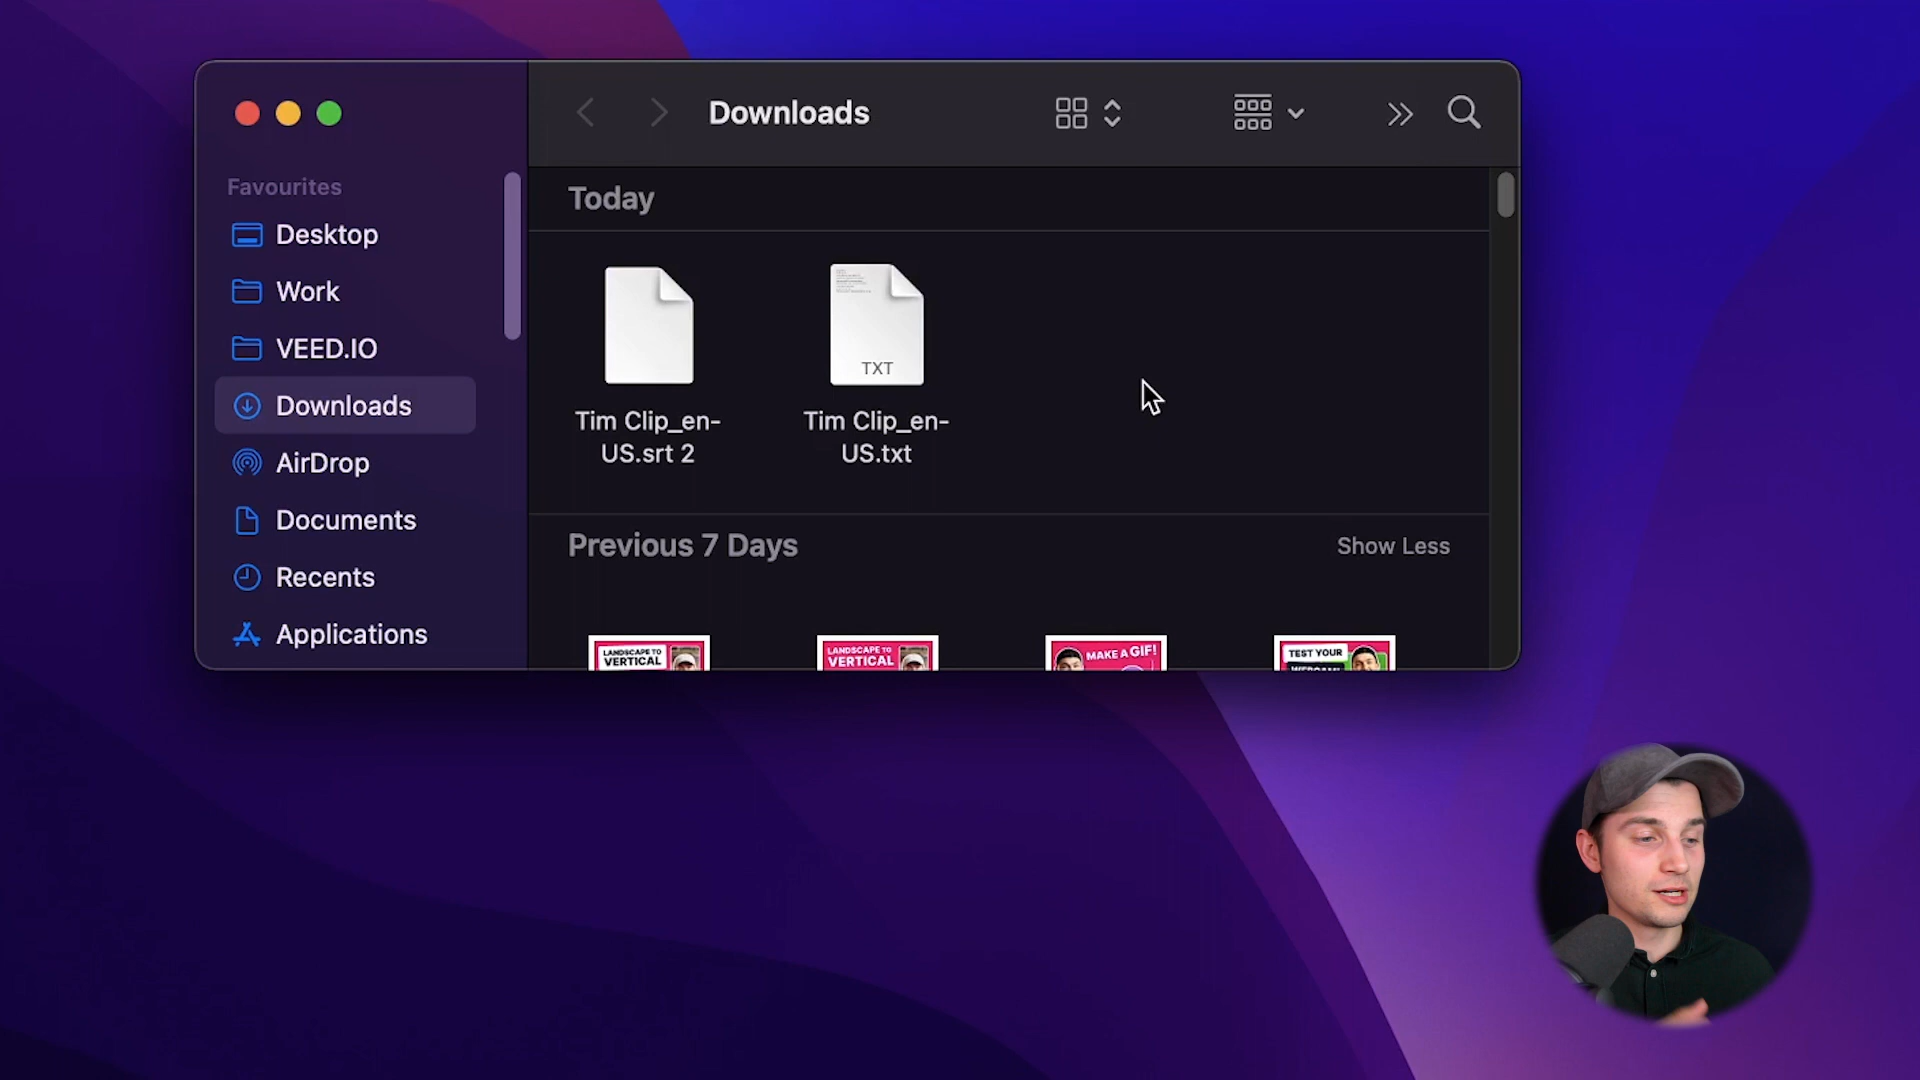 Downloads
Favourites
Desktop
Work
VEED.IO
Downloads
AirDrop
Documents
Recents
Applications
Today
TXT
Tim Clip_en-
US.srt 2
Tim Clip_en-
US.txt
Previous 7 Days
Show Less
LANDSCAPE TO
VERTICAL
LANDSCAPE TO
VERTICAL
MAKE A GIF!
TEST YOUR
WEBCAM!